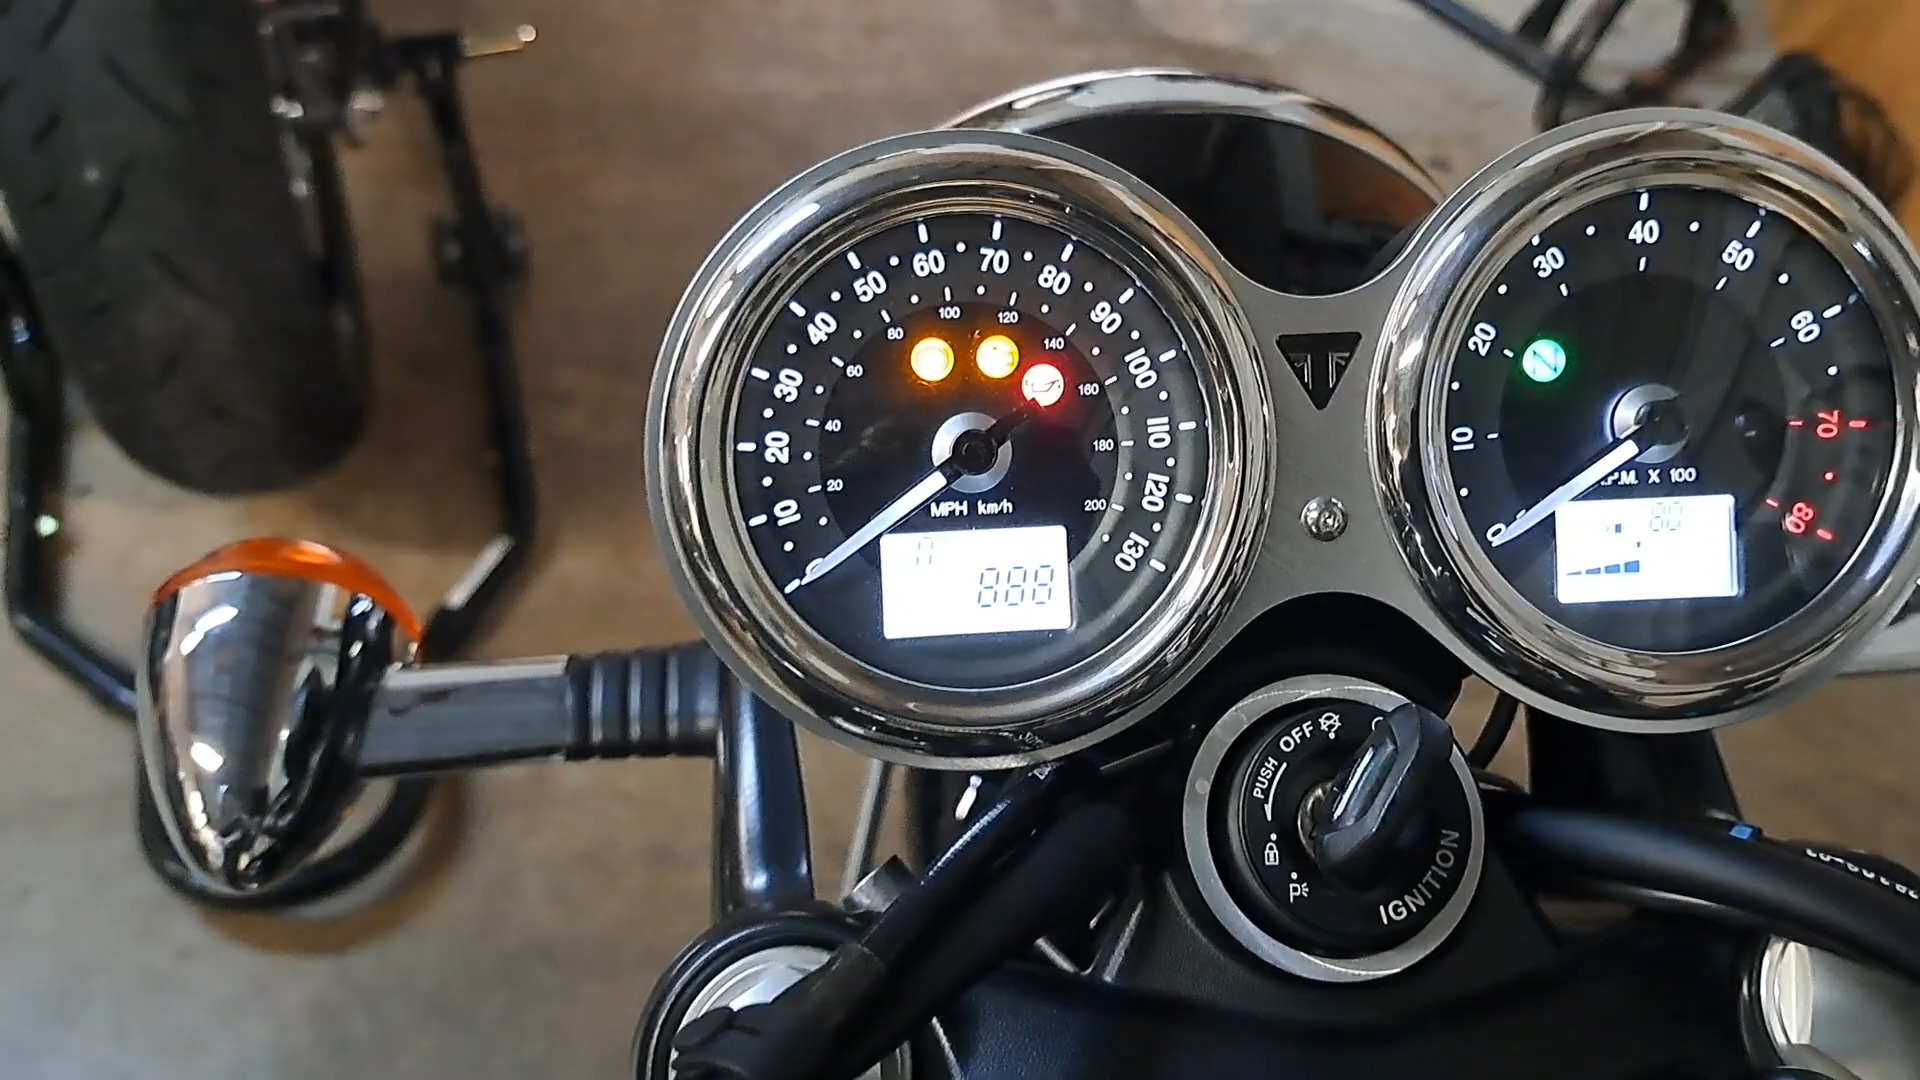 0 10 20 30 40 50 60 70 80 90 100 110 120 130
20 40 60 80 100 120 140 160 180 200
MPH km/h
888
0 10 20 30 40 50 60 70 80
N
.P.M. X 100
80
OFF
PUSH
P
IGNITION